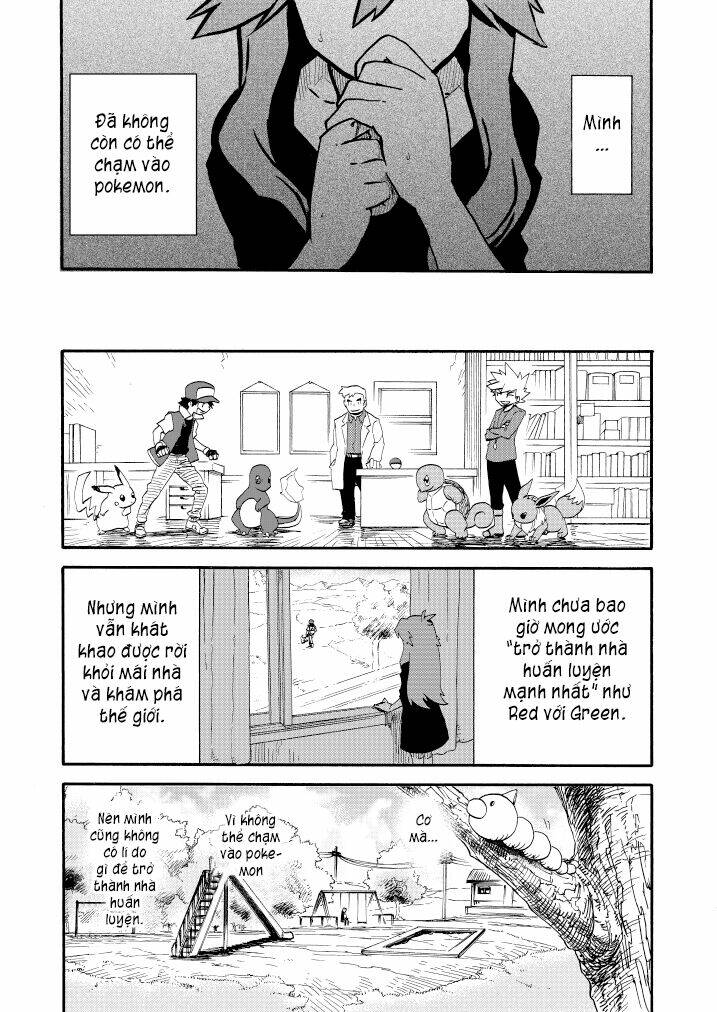 Mình
...
Đã không
còn có thể
chạm vào
pokemon.
Mình chưa bao
giờ mong ước
"trở thành nhà
huấn luyện
mạnh nhất" như
Red với Green.
Nhưng mình
vẫn khát
khao được rời
khỏi mái nhà
và khám phá
thế giới.
Cơ
mà...
Vì không
thể chạm
vào poke-
mon
Nên mình
cũng không
có lí do
gì để trở
thành nhà
huấn
luyện.